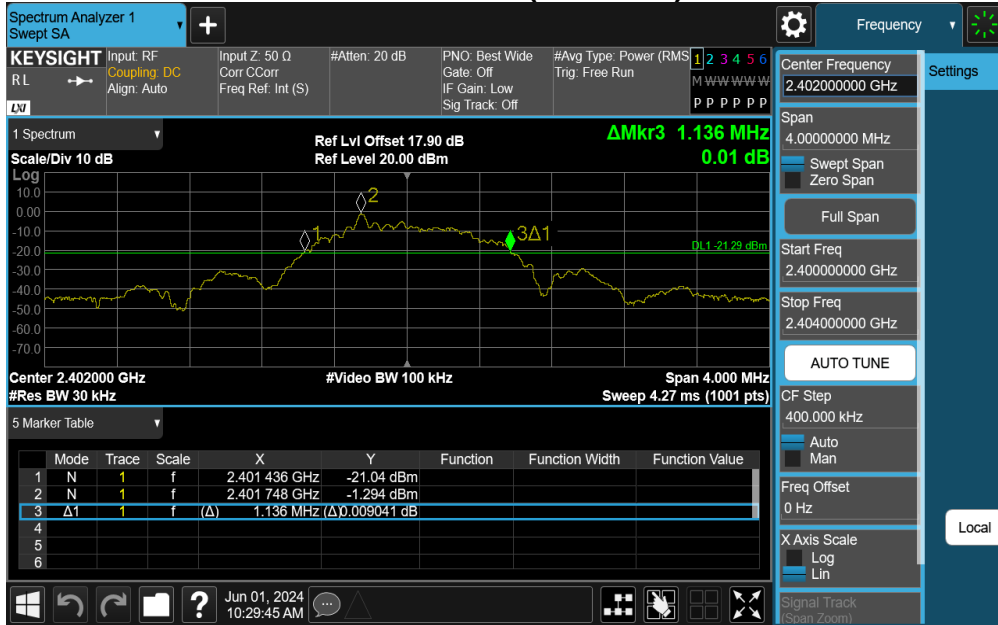 Spectrum Analyzer 1
Swept SA
Frequency
KEYSIGHT
RL
LXI
Input: RF
Coupling: DC
Align: Auto
Input Z: 50 Ω
Corr CCorr
Freq Ref: Int (S)
#Atten: 20 dB
PNO: Best Wide
Gate: Off
IF Gain: Low
Sig Track: Off
#Avg Type: Power (RMS
Trig: Free Run
1 2 3 4 5 6
M W W W W W
P P P P P P
1 Spectrum
Scale/Div 10 dB
Ref Lvl Offset 17.90 dB
Ref Level 20.00 dBm
ΔMkr3 1.136 MHz
0.01 dB
Log
10.0
0.00
-10.0
-20.0
-30.0
-40.0
-50.0
-60.0
-70.0
2
1
3Δ1
DL1 -21.29 dBm
Center 2.402000 GHz
#Video BW 100 kHz
Span 4.000 MHz
#Res BW 30 kHz
Sweep 4.27 ms (1001 pts)
5 Marker Table
Mode Trace Scale X Y Function Function Width Function Value
1 N 1 f 2.401 436 GHz -21.04 dBm
2 N 1 f 2.401 748 GHz -1.294 dBm
3 Δ1 1 f (Δ) 1.136 MHz (Δ)0.009041 dB
4
5
6
?
Jun 01, 2024
10:29:45 AM
Center Frequency
2.402000000 GHz
Settings
Span
4.00000000 MHz
Swept Span
Zero Span
Full Span
Start Freq
2.400000000 GHz
Stop Freq
2.404000000 GHz
AUTO TUNE
CF Step
400.000 kHz
Auto
Man
Freq Offset
0 Hz
Local
X Axis Scale
Log
Lin
Signal Track
(Span Zoom)